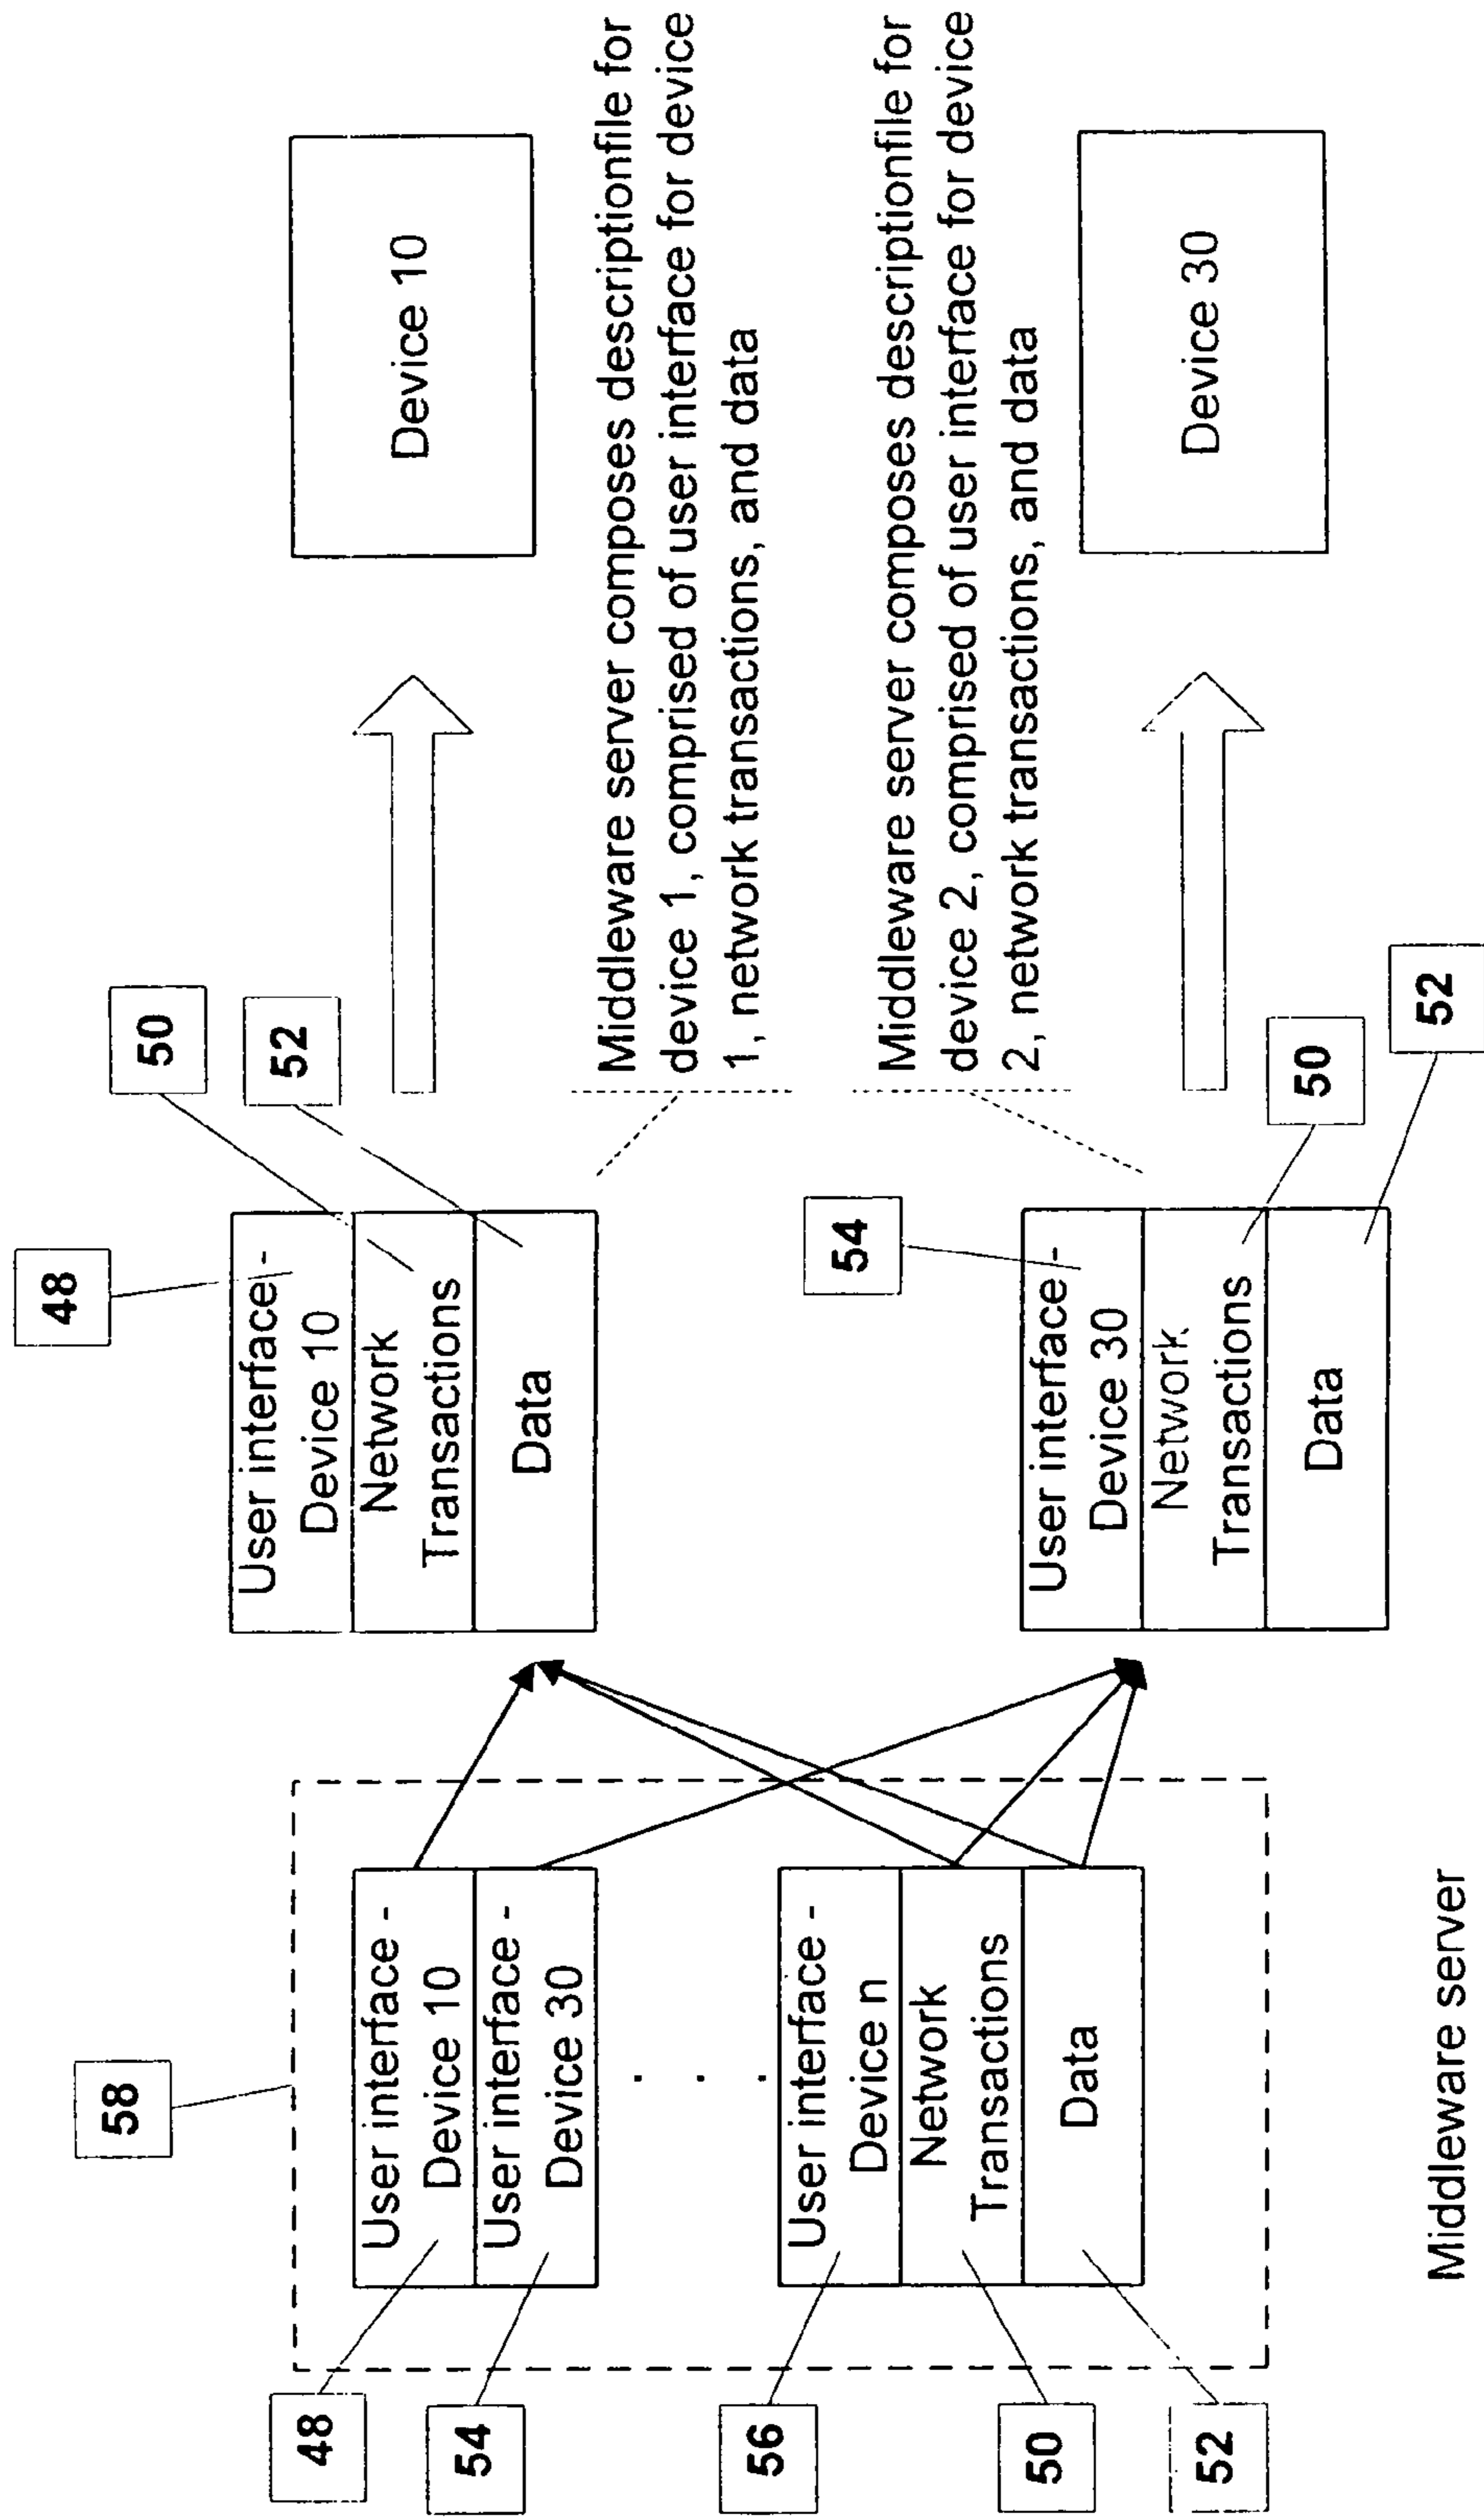 58
48
54
56
50
52
User interface -
Device 10
User interface -
Device 30
. . .
User interface -
Device n
Network
Transactions
Data
Middleware server
48
50
52
User interface -
Device 10
Network
Transactions
Data
54
50
52
User interface -
Device 30
Network
Transactions
Data
Device 10
Middleware server composes descriptionfile for
device 1, comprised of user interface for device
1, network transactions, and data
Middleware server composes description file for
device 2, comprised of user interface for device
2, network transactions, and data
Device 30